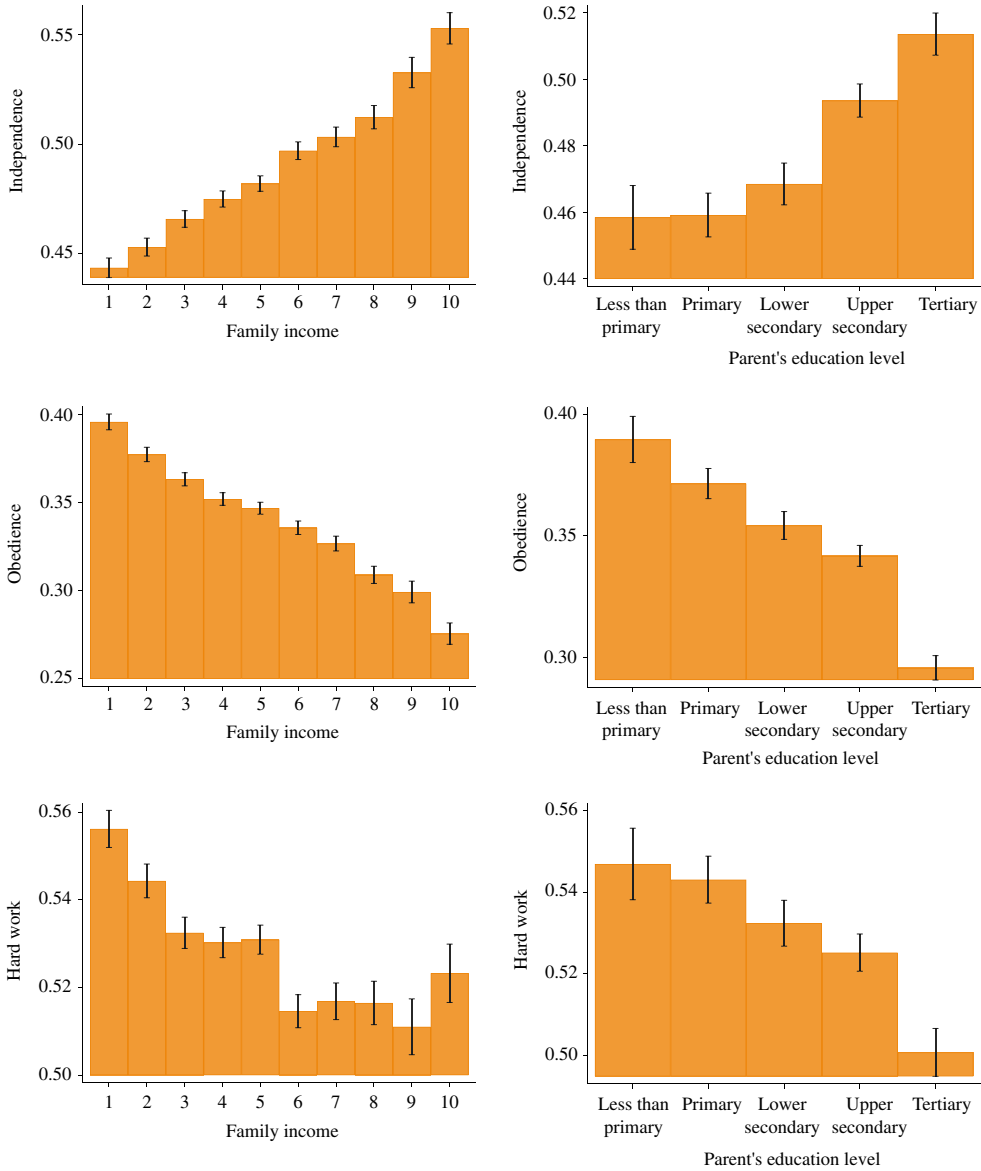 Independence
0.55
0.50
0.45
1 2 3 4 5 6 7 8 9 10
Family income
Independence
0.52
0.50
0.48
0.46
0.44
Less than primary Primary Lower secondary Upper secondary Tertiary
Parent's education level
Obedience
0.40
0.35
0.30
0.25
1 2 3 4 5 6 7 8 9 10
Family income
Obedience
0.40
0.35
0.30
Less than primary Primary Lower secondary Upper secondary Tertiary
Parent's education level
Hard work
0.56
0.54
0.52
0.50
1 2 3 4 5 6 7 8 9 10
Family income
Hard work
0.56
0.54
0.52
0.50
Less than primary Primary Lower secondary Upper secondary Tertiary
Parent's education level